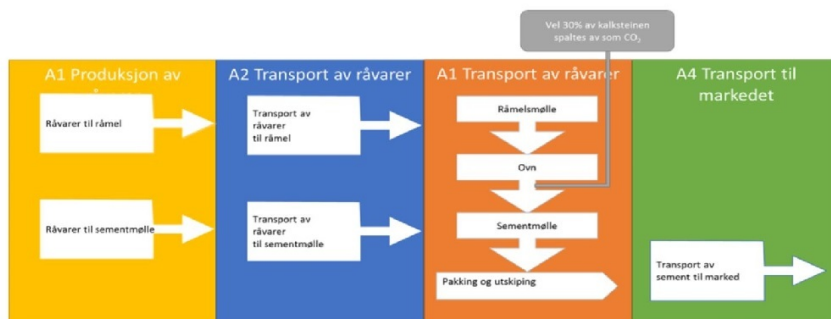 Vel 30% av kalksteinen
spaltes av som CO₂
A1 Produksjon av
A2 Transport av råvarer
A1 Transport av råvarer
A4 Transport til
markedet
Råvarer til råmel
Transport av
råvarer
til råmel
Råmelsmølle
Ovn
Råvarer til sementmølle
Transport av
råvarer
til sementmølle
Sementmølle
Pakking og utskiping
Transport av
sement til marked